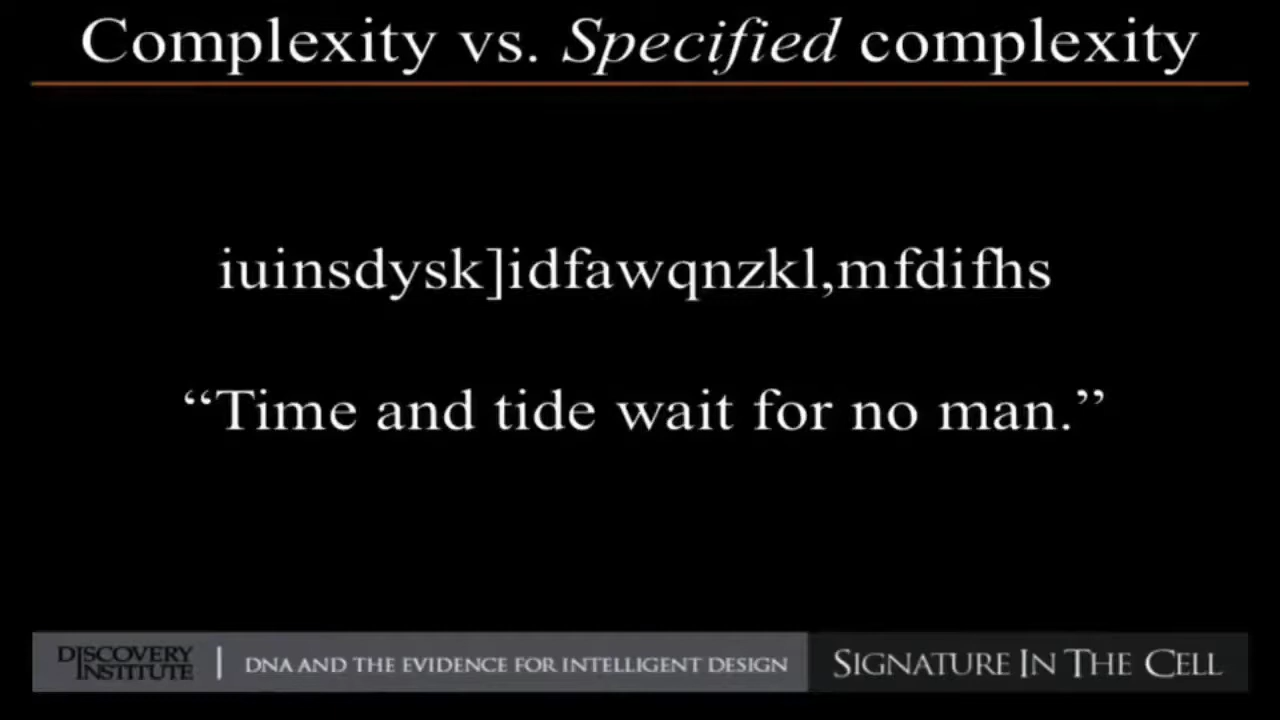 Complexity vs. Specified complexity
iuinsdysk]idfawqnzkl,mfdifhs
“Time and tide wait for no man.”
DISCOVERY
INSTITUTE
DNA AND THE EVIDENCE FOR INTELLIGENT DESIGN
SIGNATURE IN THE CELL